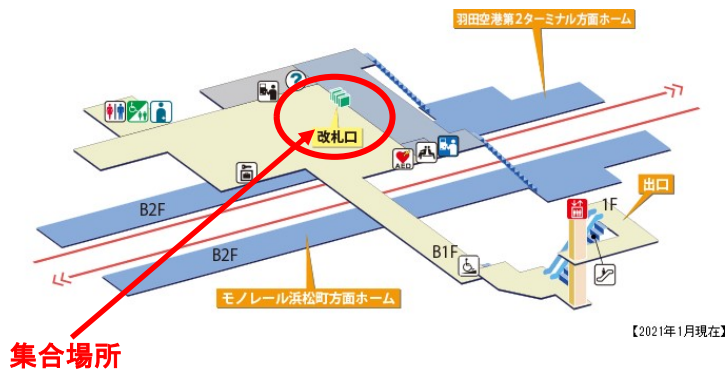 羽田空港第2ターミナル方面ホーム
?
改札口
AED
出口
1F
B2F
B2F
B1F
モノレール浜松町方面ホーム
【2021年1月現在】
集合場所